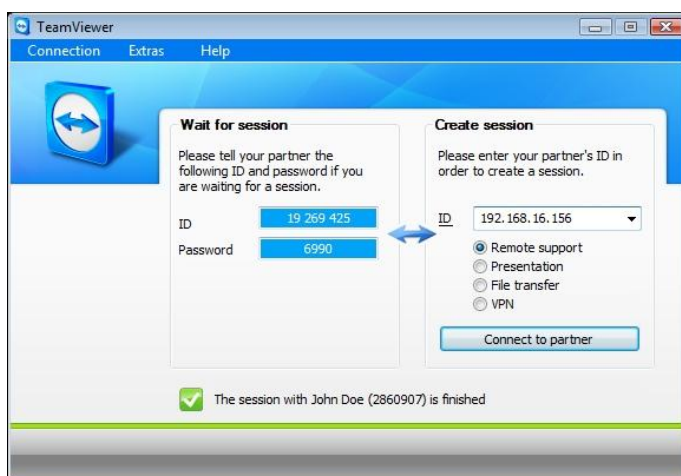 TeamViewer
Connection Extras Help
Wait for session
Please tell your partner the
following ID and password if you
are waiting for a session.
ID 19 269 425
Password 6990
Create session
Please enter your partner's ID in
order to create a session.
ID 192.168.16.156
Remote support
Presentation
File transfer
VPN
Connect to partner
The session with John Doe (2860907) is finished